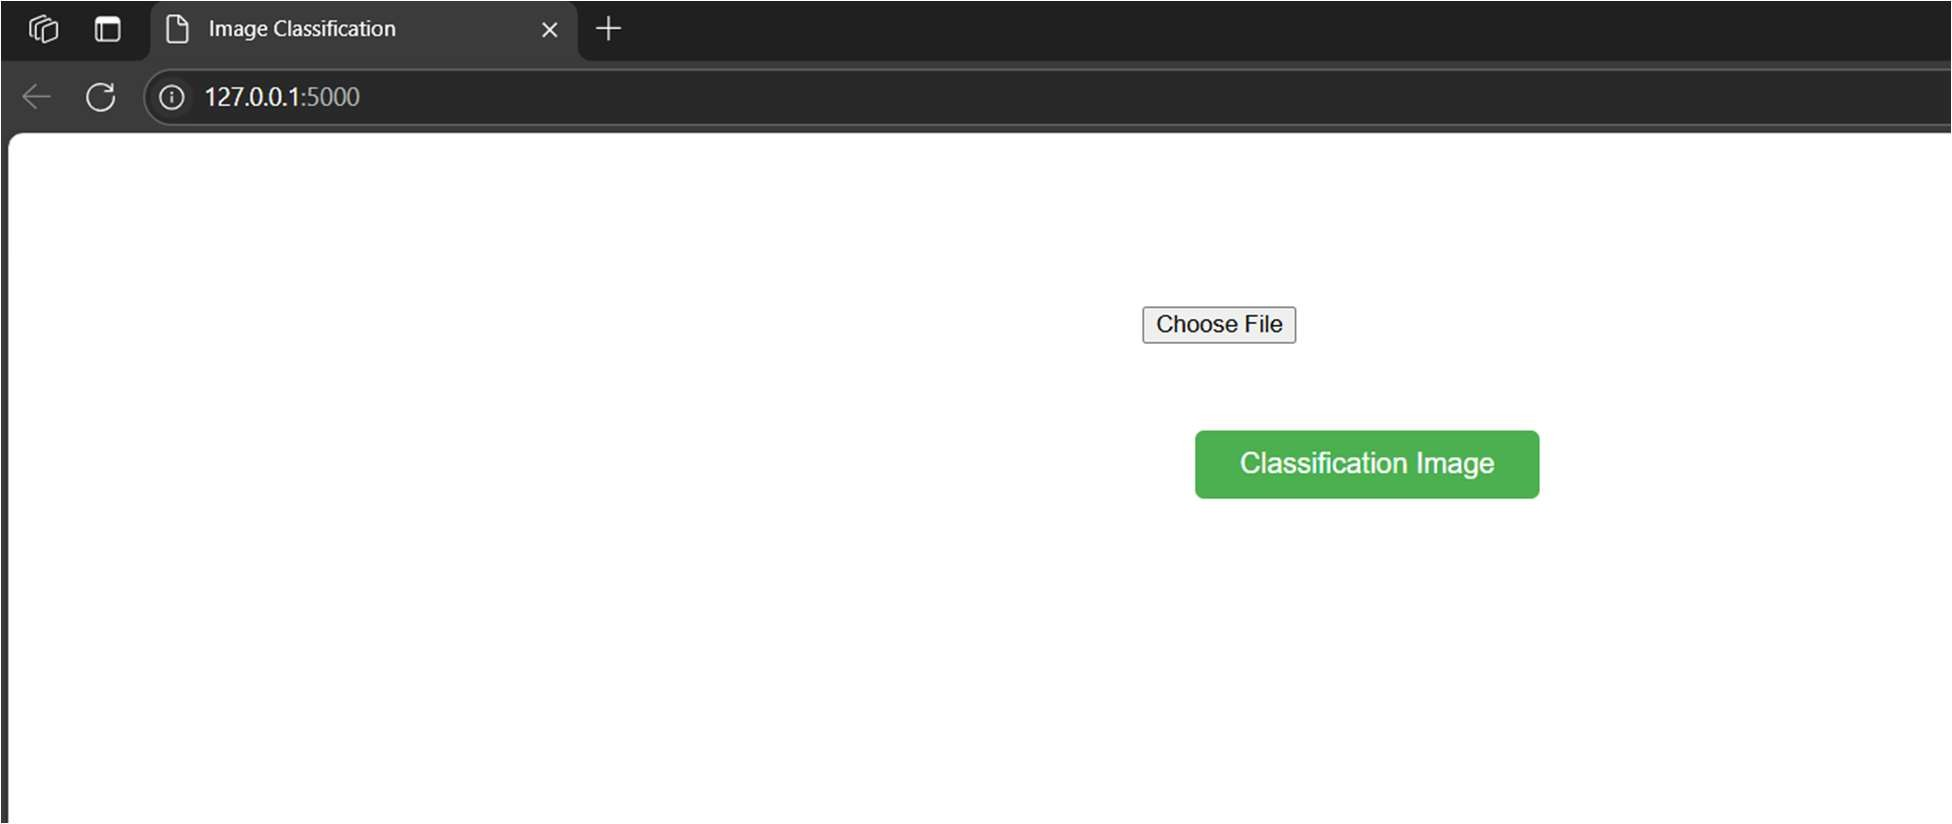 Image Classification
127.0.0.1:5000
Choose File
Classification Image